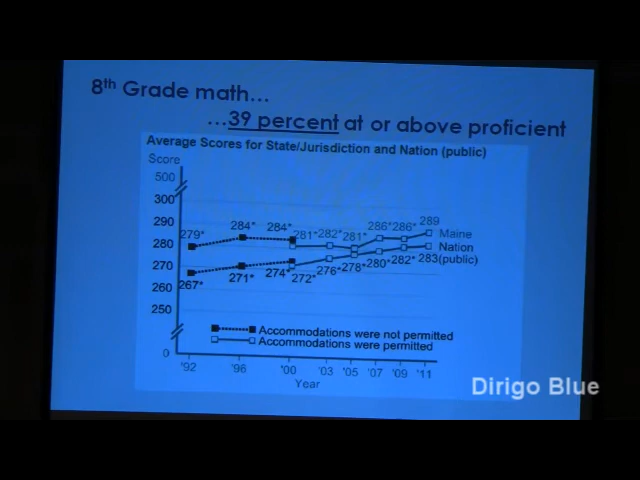 8th Grade math...
...39 percent at or above proficient
Average Scores for State/Jurisdiction and Nation (public)
Score
500
300
290
280
270
260
250
0
279* 284* 284* 281* 282* 281* 286* 286* 289 Maine
Nation
267* 271* 274* 272* 276* 278* 280* 282* 283 (public)
Accommodations were not permitted
Accommodations were permitted
'92 '96 '00 '03 '05 '07 '09 '11
Year
Dirigo Blue